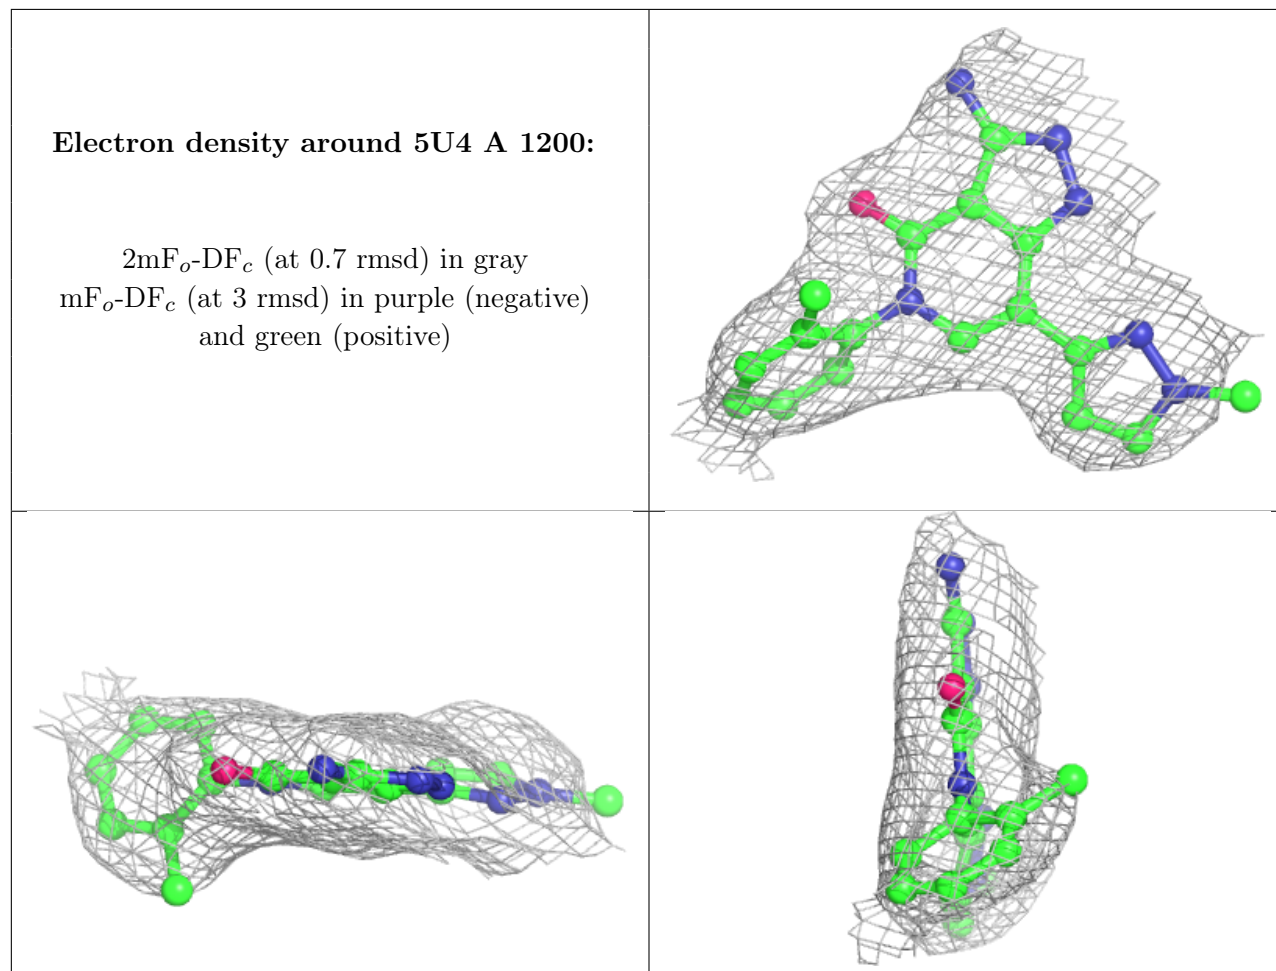 Electron density around 5U4 A 1200:
2mFo-DFc (at 0.7 rmsd) in gray
mFo-DFc (at 3 rmsd) in purple (negative)
and green (positive)